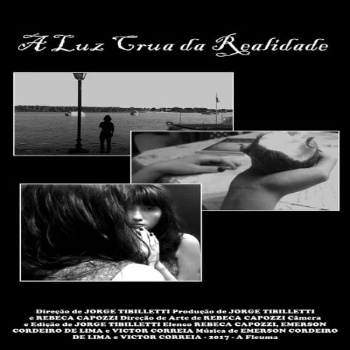 A Luz Crua da Realidade
Direção de JORGE TIBILLETTI Produção de JORGE TIBILLETTI
e REBECA CAPOZZI Direção de Arte de REBECA CAPOZZI Câmera
e Edição de JORGE TIBILLETTI Elenco REBECA CAPOZZI, EMERSON
CORDEIRO DE LIMA e VICTOR CORREIA Música de EMERSON CORDEIRO
DE LIMA e VICTOR CORREIA - 2017 - A Fleuma